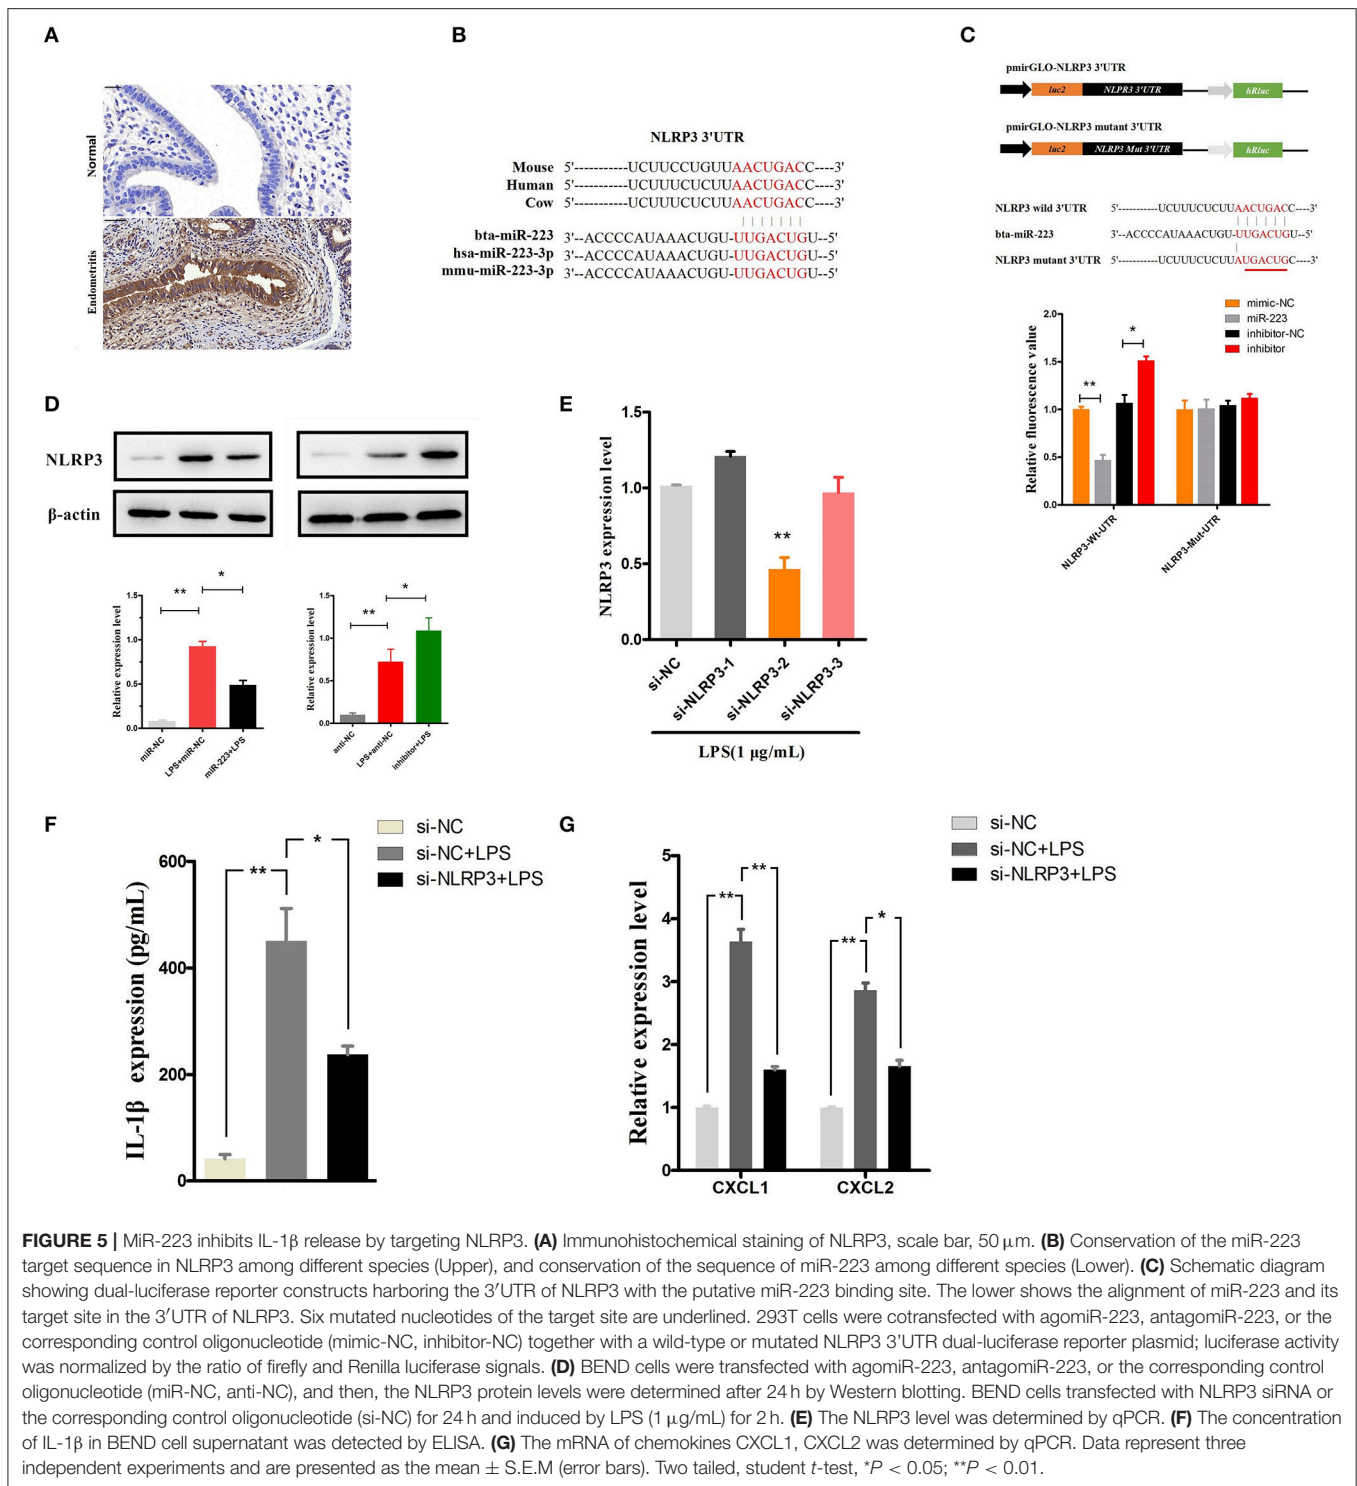 A
Normal
Endometritis
B
NLRP3 3'UTR
Mouse 5'-----------UCUUCCUGUUAACUGACC----3'
Human 5'-----------UCUUUCUCUUAACUGACC----3'
Cow 5'-----------UCUUUCUCUUAACUGACC----3'
bta-miR-223 3'--ACCCCAUAAACUGU-UUGACUGU--5'
hsa-miR-223-3p 3'--ACCCCAUAAACUGU-UUGACUGU--5'
mmu-miR-223-3p 3'--ACCCCAUAAACUGU-UUGACUGU--5'
C
pmirGLO-NLRP3 3'UTR
luc2 NLPR3 3'UTR hRluc
pmirGLO-NLRP3 mutant 3'UTR
luc2 NLRP3 Mut 3'UTR hRluc
NLRP3 wild 3'UTR 5'-----------UCUUUCUCUUAACUGACC----3'
bta-miR-223 3'--ACCCCAUAAACUGU-UUGACUGU--5'
NLRP3 mutant 3'UTR 5'-----------UCUUUCUCUUAUGACUGC----3'
mimic-NC
miR-223
inhibitor-NC
inhibitor
Relative fluorescence value
2.0
1.5
1.0
0.5
0.0
**
*
NLRP3-Wt-UTR
NLRP3-Mut-UTR
D
NLRP3
β-actin
Relative expression level
1.5
1.0
0.5
0.0
**
*
miR-NC
LPS+miR-NC
miR-223+LPS
Relative expression level
1.5
1.0
0.5
0.0
**
*
anti-NC
LPS+anti-NC
inhibitor+LPS
E
NLRP3 expression level
1.5
1.0
0.5
0.0
**
si-NC
si-NLRP3-1
si-NLRP3-2
si-NLRP3-3
LPS(1 μg/mL)
F
si-NC
si-NC+LPS
si-NLRP3+LPS
IL-1β expression (pg/mL)
600
400
200
0
**
*
G
si-NC
si-NC+LPS
si-NLRP3+LPS
Relative expression level
5
4
3
2
1
0
**
**
**
*
CXCL1
CXCL2
FIGURE 5 | MiR-223 inhibits IL-1β release by targeting NLRP3. (A) Immunohistochemical staining of NLRP3, scale bar, 50 μm. (B) Conservation of the miR-223
target sequence in NLRP3 among different species (Upper), and conservation of the sequence of miR-223 among different species (Lower). (C) Schematic diagram
showing dual-luciferase reporter constructs harboring the 3′UTR of NLRP3 with the putative miR-223 binding site. The lower shows the alignment of miR-223 and its
target site in the 3′UTR of NLRP3. Six mutated nucleotides of the target site are underlined. 293T cells were cotransfected with agomiR-223, antagomiR-223, or the
corresponding control oligonucleotide (mimic-NC, inhibitor-NC) together with a wild-type or mutated NLRP3 3'UTR dual-luciferase reporter plasmid; luciferase activity
was normalized by the ratio of firefly and Renilla luciferase signals. (D) BEND cells were transfected with agomiR-223, antagomiR-223, or the corresponding control
oligonucleotide (miR-NC, anti-NC), and then, the NLRP3 protein levels were determined after 24 h by Western blotting. BEND cells transfected with NLRP3 siRNA or
the corresponding control oligonucleotide (si-NC) for 24 h and induced by LPS (1 μg/mL) for 2 h. (E) The NLRP3 level was determined by qPCR. (F) The concentration
of IL-1β in BEND cell supernatant was detected by ELISA. (G) The mRNA of chemokines CXCL1, CXCL2 was determined by qPCR. Data represent three
independent experiments and are presented as the mean ± S.E.M (error bars). Two tailed, student t-test, *P < 0.05; **P < 0.01.